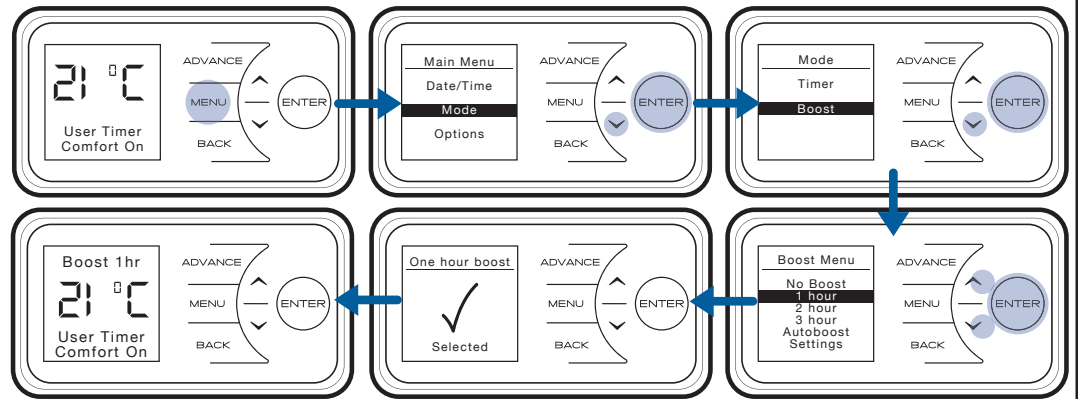 21 °C
User Timer
Comfort On
ADVANCE
MENU
BACK
ENTER
Main Menu
Date/Time
Mode
Options
ADVANCE
MENU
BACK
ENTER
Mode
Timer
Boost
ADVANCE
MENU
BACK
ENTER
Boost Menu
No Boost
1 hour
2 hour
3 hour
Autoboost
Settings
ADVANCE
MENU
BACK
ENTER
One hour boost
Selected
ADVANCE
MENU
BACK
ENTER
Boost 1hr
21 °C
User Timer
Comfort On
ADVANCE
MENU
BACK
ENTER